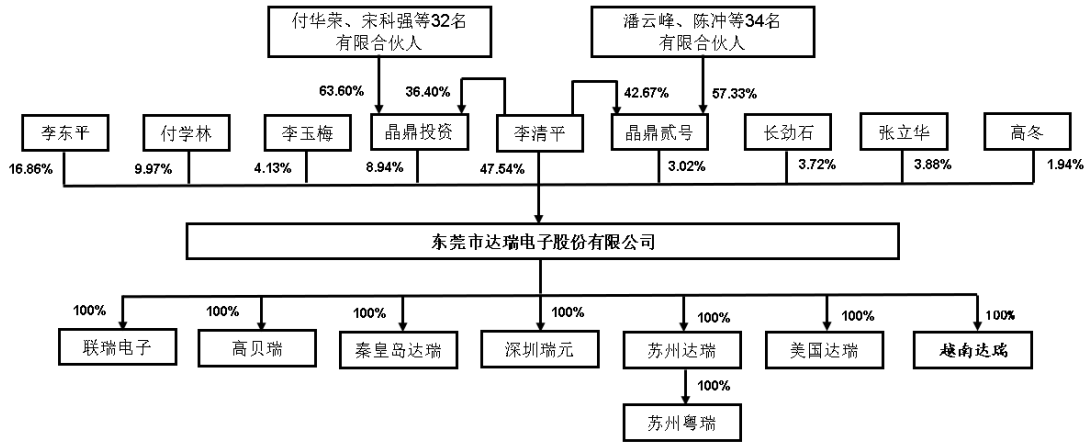 付华荣、宋科强等32名
有限合伙人
潘云峰、陈冲等34名
有限合伙人
63.60%
36.40%
42.67%
57.33%
李东平
付学林
李玉梅
晶鼎投资
李清平
晶鼎贰号
长劲石
张立华
高冬
16.86%
9.97%
4.13%
8.94%
47.54%
3.02%
3.72%
3.88%
1.94%
东莞市达瑞电子股份有限公司
100%
100%
100%
100%
100%
100%
100%
联瑞电子
高贝瑞
秦皇岛达瑞
深圳瑞元
苏州达瑞
美国达瑞
越南达瑞
100%
苏州粤瑞